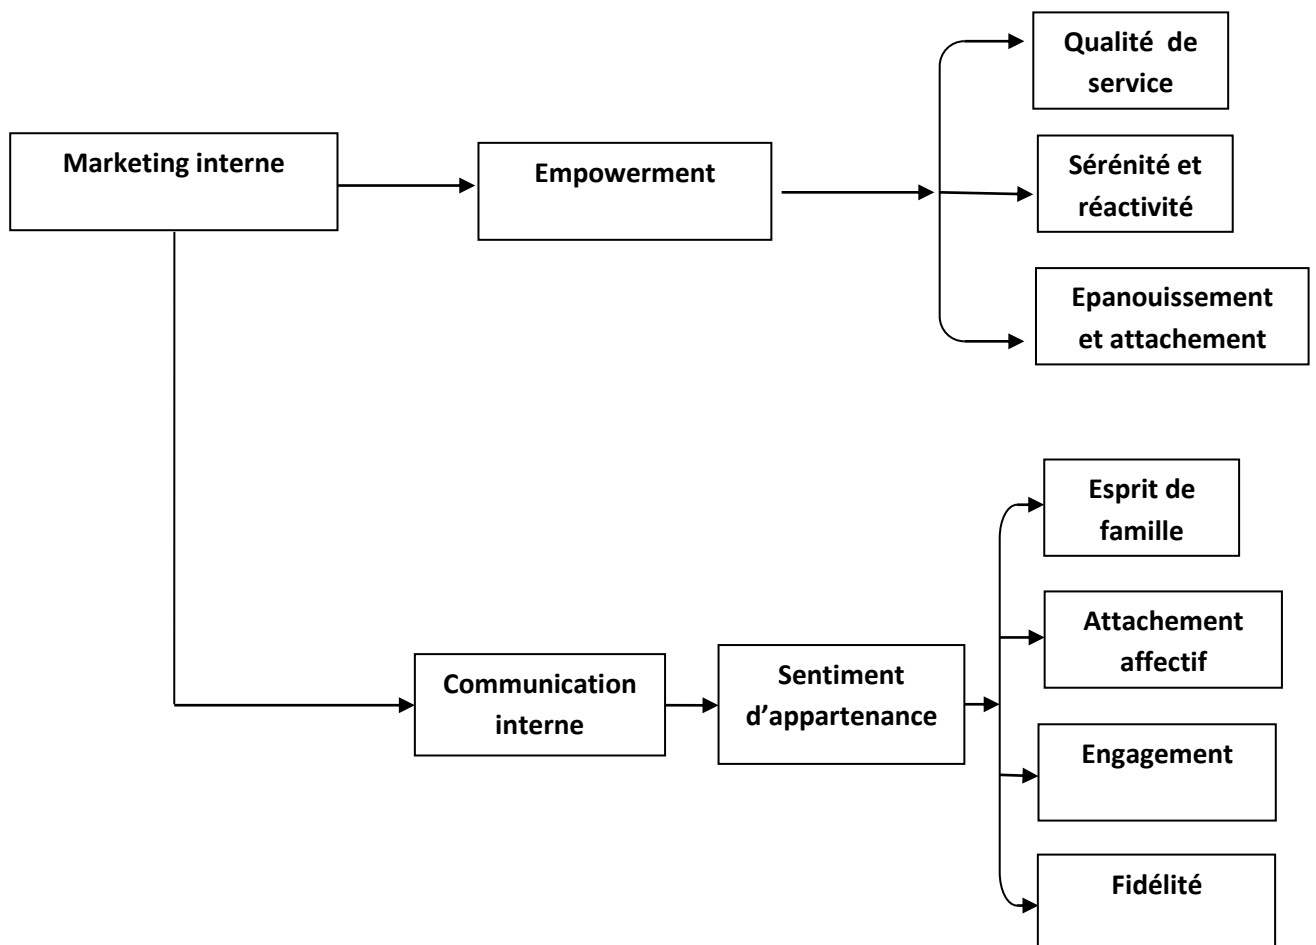 Qualité de
service
Marketing interne
Empowerment
Sérénité et
réactivité
Epanouissement
et attachement
Esprit de
famille
Attachement
affectif
Communication
interne
Sentiment
d’appartenance
Engagement
Fidélité